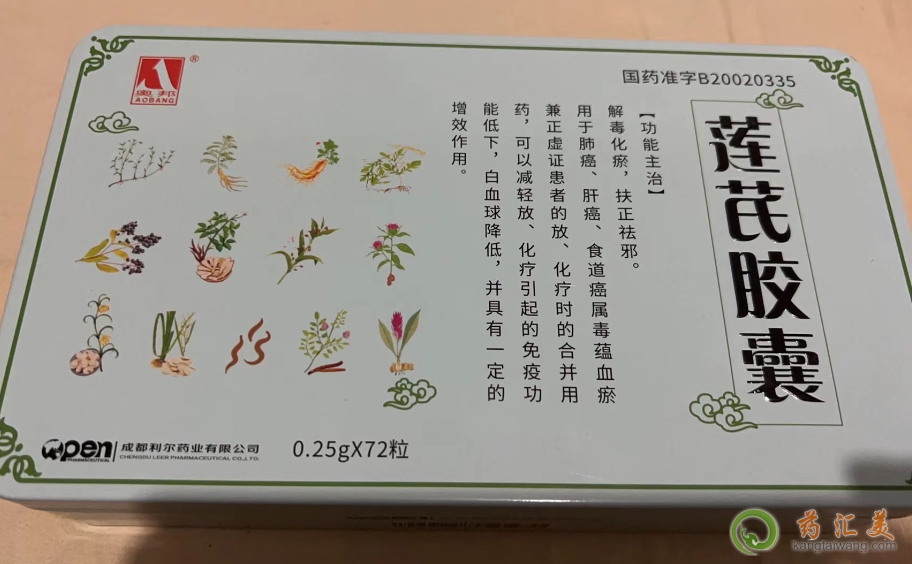 奥邦
AOBANG
®
国药准字B20020335
莲芪胶囊
【功能主治】
解毒化瘀，扶正祛邪。
用于肺癌、肝癌、食道癌属毒蕴血瘀
兼正虚证患者的放、化疗时的合并用
药，可以减轻放、化疗引起的免疫功
能低下，白血球降低，并具有一定的
增效作用。
open
PHARMACEUTICAL
成都利尔药业有限公司
CHENGDU LEER PHARMACEUTICAL CO.,LTD.
0.25gX72粒
药汇美
kangtaiwang.com